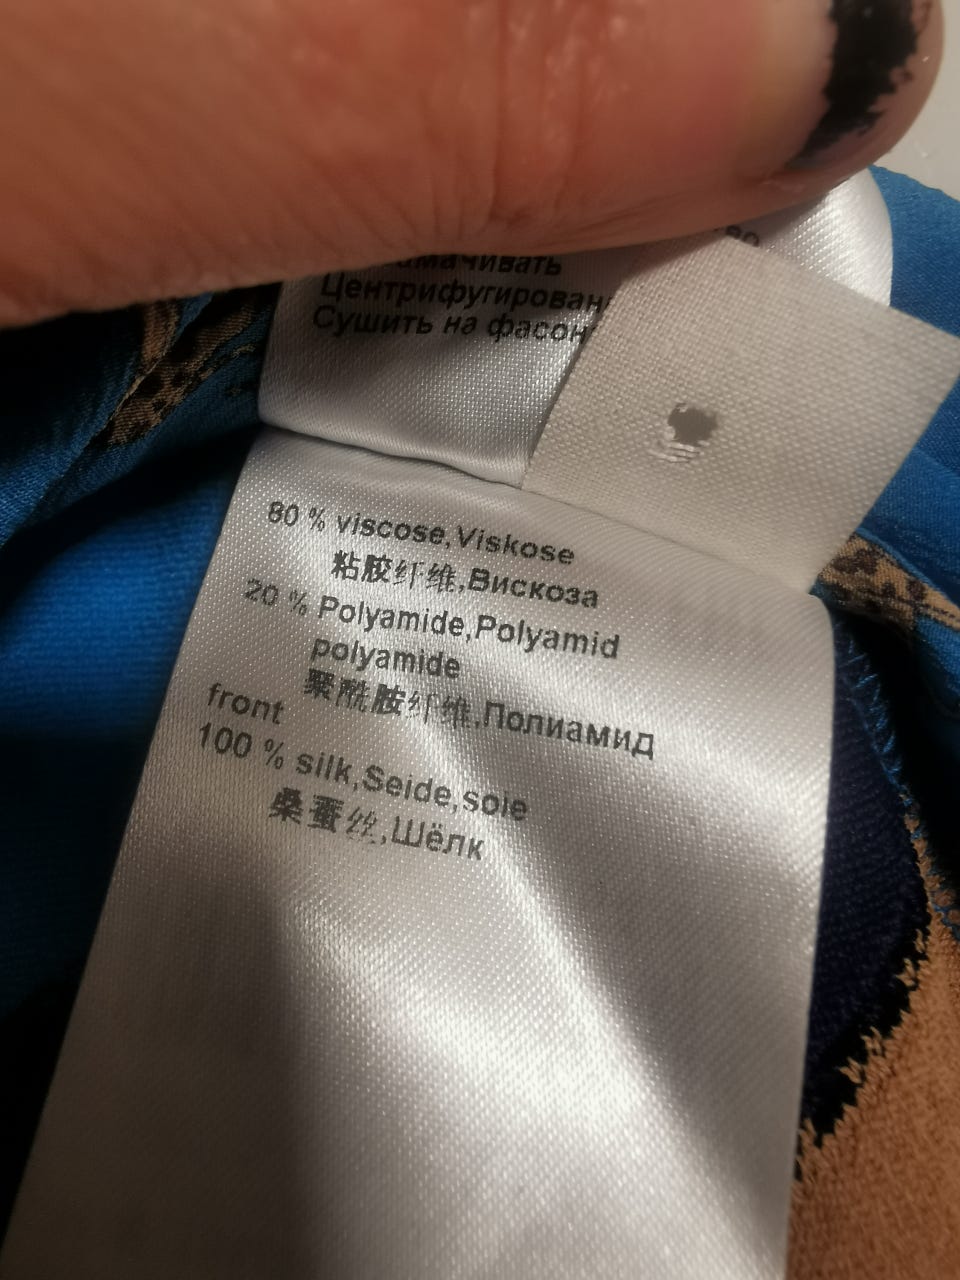 Центрифугирован
Сушить на фасон
80 % viscose,Viskose
粘胶纤维,Вискоза
20 % Polyamide,Polyamid
polyamide
聚酰胺纤维,Полиамид
front
100 % silk,Seide,soie
桑蚕丝,Шёлк